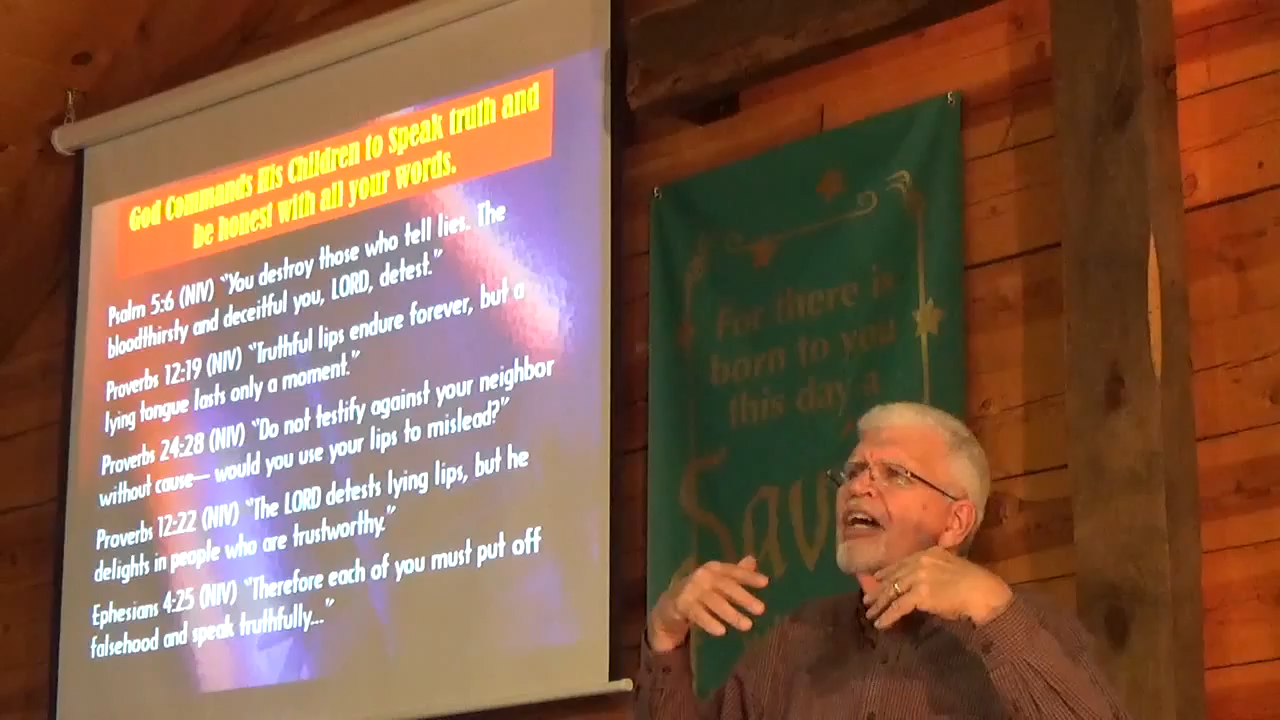 God Commands His Children to Speak truth and
be honest with all your words.
Psalm 5:6 (NIV) “You destroy those who tell lies. The
bloodthirsty and deceitful you, LORD, detest.”
Proverbs 12:19 (NIV) “Truthful lips endure forever, but a
lying tongue lasts only a moment.”
Proverbs 24:28 (NIV) “Do not testify against your neighbor
without cause— would you use your lips to mislead?”
Proverbs 12:22 (NIV) “The LORD detests lying lips, but he
delights in people who are trustworthy.”
Ephesians 4:25 (NIV) “Therefore each of you must put off
falsehood and speak truthfully...”
For there is
born to you
this day a
Sav